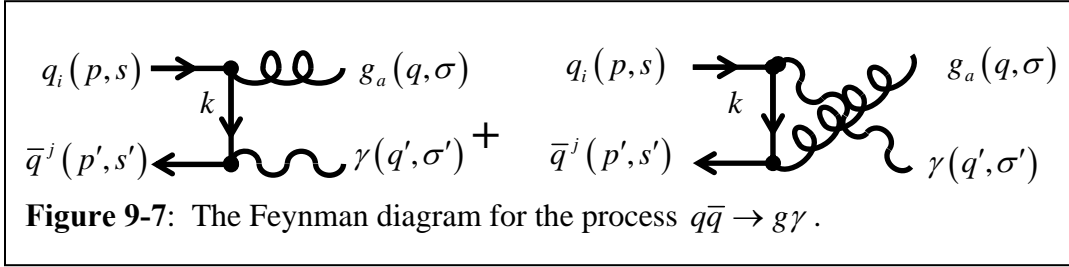 q_i(p,s) g_a(q,σ) q_i(p,s) g_a(q,σ)
k k
q̄^j(p′,s′) γ(q′,σ′) + q̄^j(p′,s′) γ(q′,σ′)
Figure 9-7: The Feynman diagram for the process qq̄ → gγ.